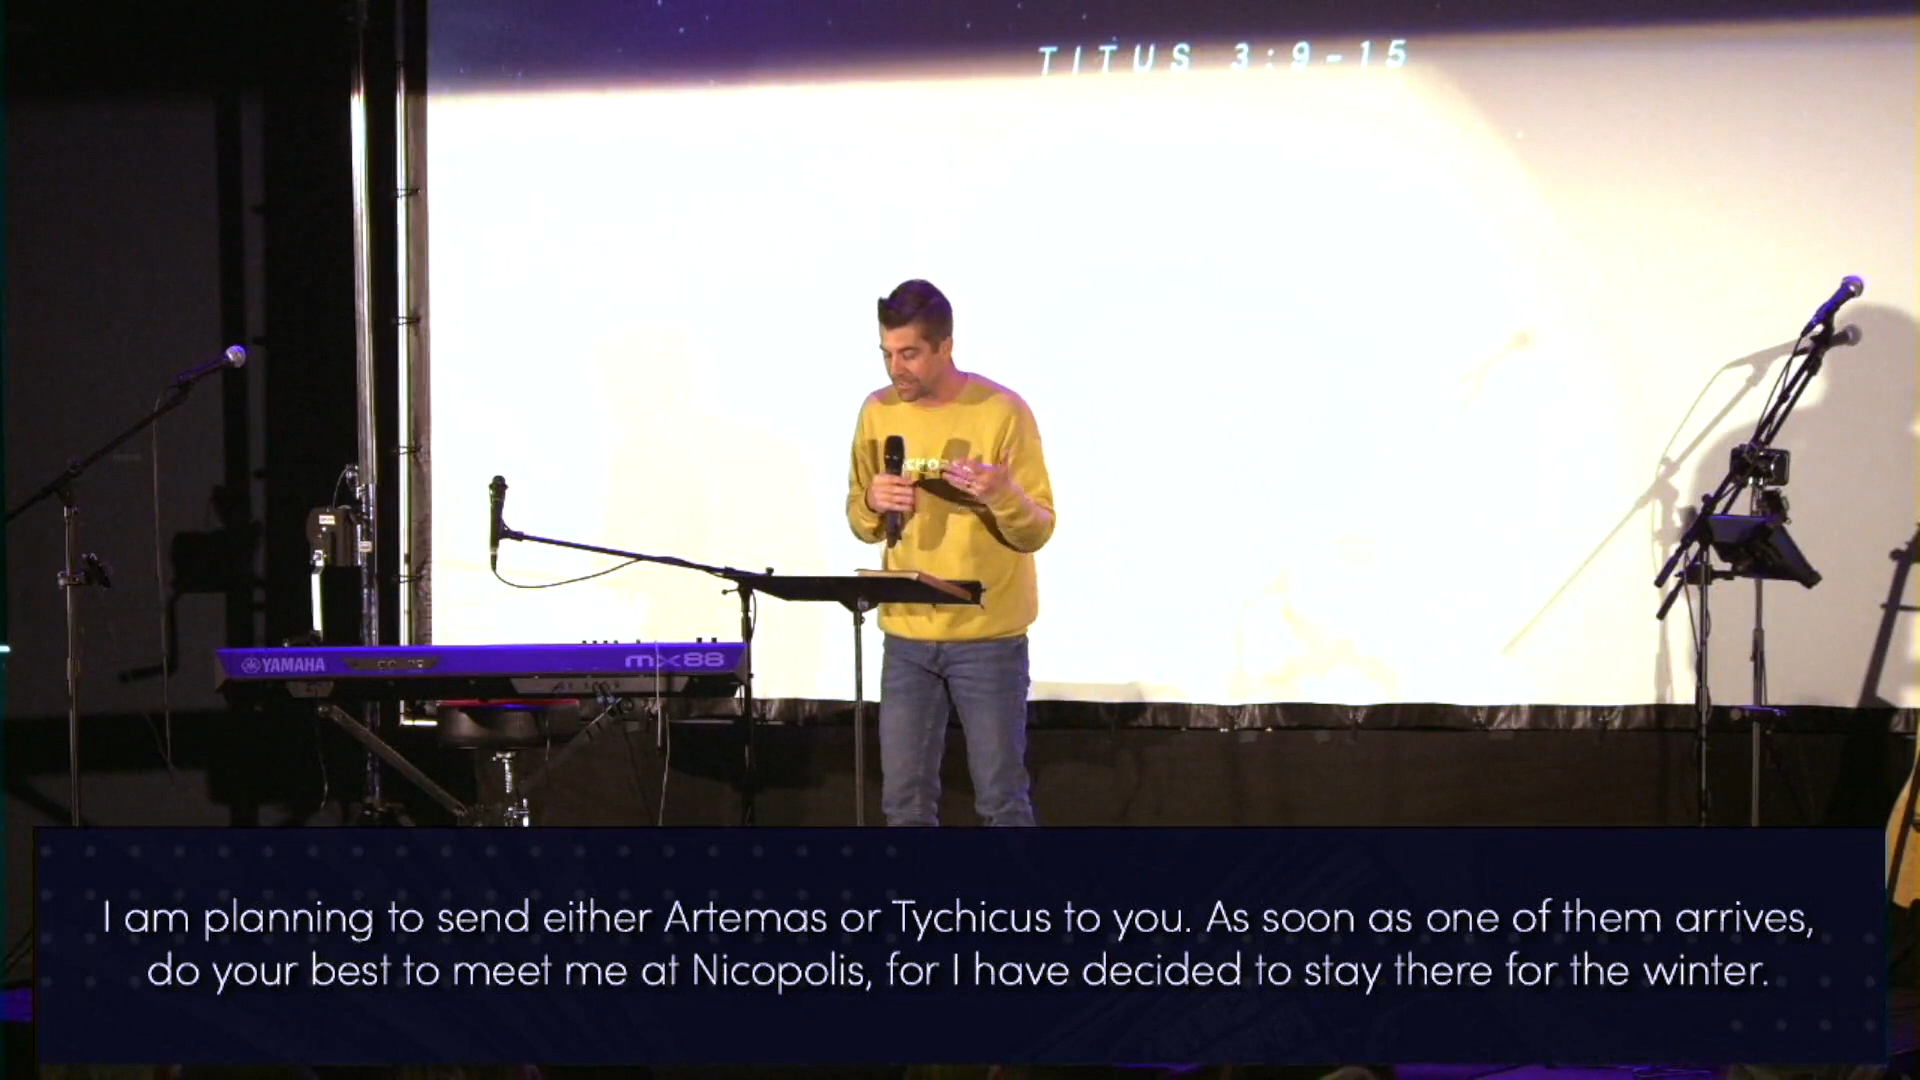 TITUS 3:9-15
YAMAHA
MX88
I am planning to send either Artemas or Tychicus to you. As soon as one of them arrives,
do your best to meet me at Nicopolis, for I have decided to stay there for the winter.